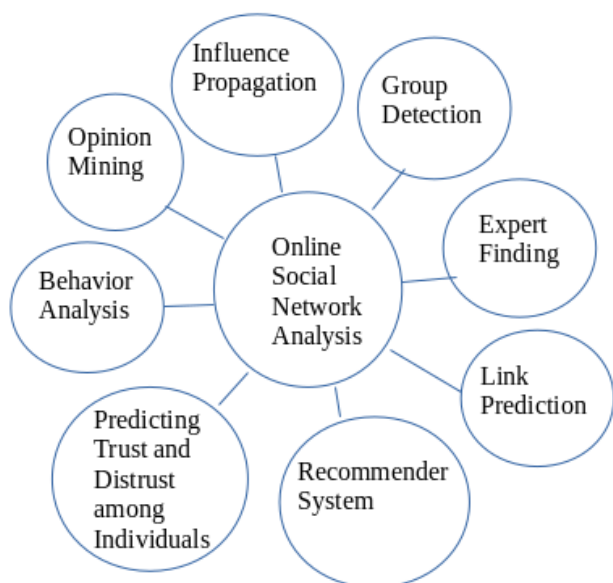 Influence
Propagation
Group
Detection
Opinion
Mining
Expert
Finding
Online
Social
Network
Analysis
Behavior
Analysis
Link
Prediction
Predicting
Trust and
Distrust
among
Individuals
Recommender
System